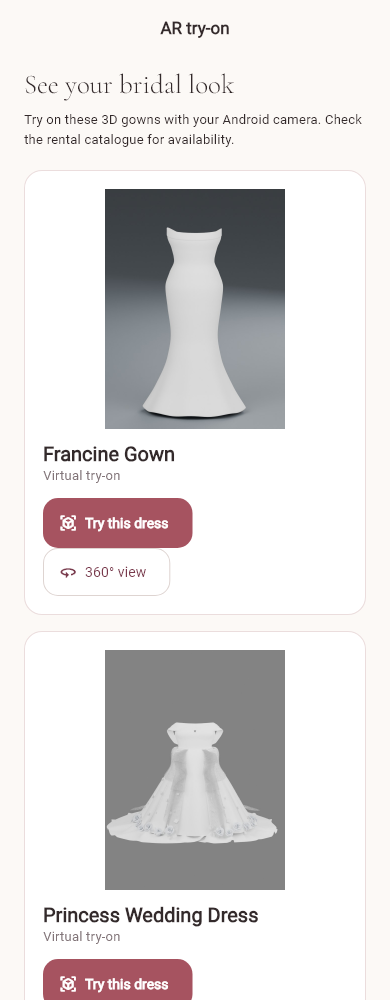 AR try-on
See your bridal look
Try on these 3D gowns with your Android camera. Check
the rental catalogue for availability.
Francine Gown
Virtual try-on
Try this dress
360° view
Princess Wedding Dress
Virtual try-on
Try this dress